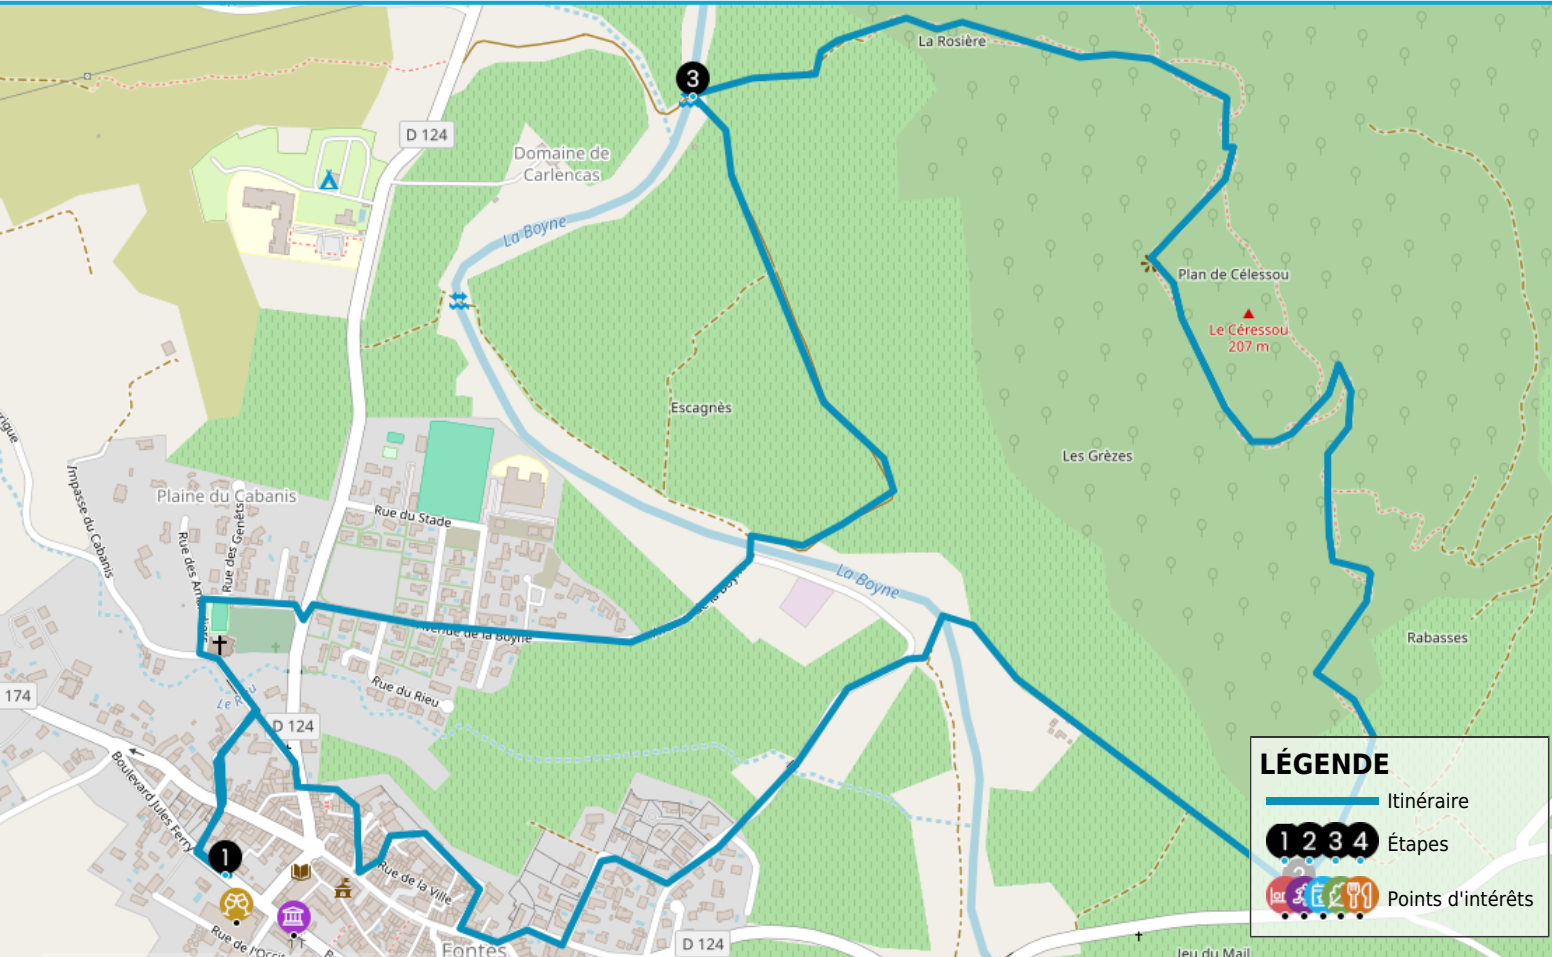 La Rosière
3
D 124
Domaine de
Carlencas
La Boyne
Plan de Célessou
Le Céressou
207 m
Escagnès
Les Grèzes
Plaine du Cabanis
Impasse du Cabanis
Rue des Genêts
Rue du Stade
La Boyne
Avenue de la Boyne
Rabasses
Rue du Rieu
174
D 124
Boulevard Jules Ferry
1
Rue de la Ville
Fontès
D 124
Jeu du Mail
LÉGENDE
Itinéraire
1 2 3 4
Étapes
Points d'intérêts